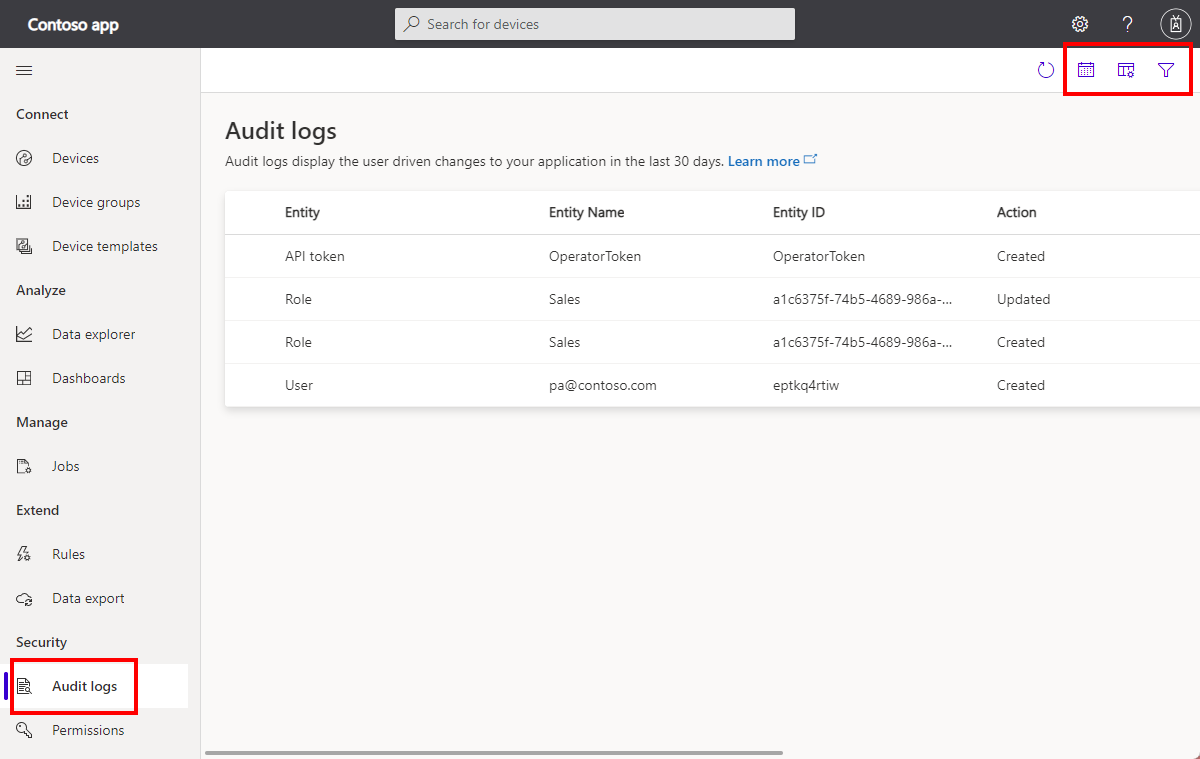 Contoso app
Search for devices
Connect
Devices
Device groups
Device templates
Analyze
Data explorer
Dashboards
Manage
Jobs
Extend
Rules
Data export
Security
Audit logs
Permissions
Audit logs
Audit logs display the user driven changes to your application in the last 30 days. Learn more
Entity Entity Name Entity ID Action
API token OperatorToken OperatorToken Created
Role Sales a1c6375f-74b5-4689-986a-... Updated
Role Sales a1c6375f-74b5-4689-986a-... Created
User pa@contoso.com eptkq4rtiw Created